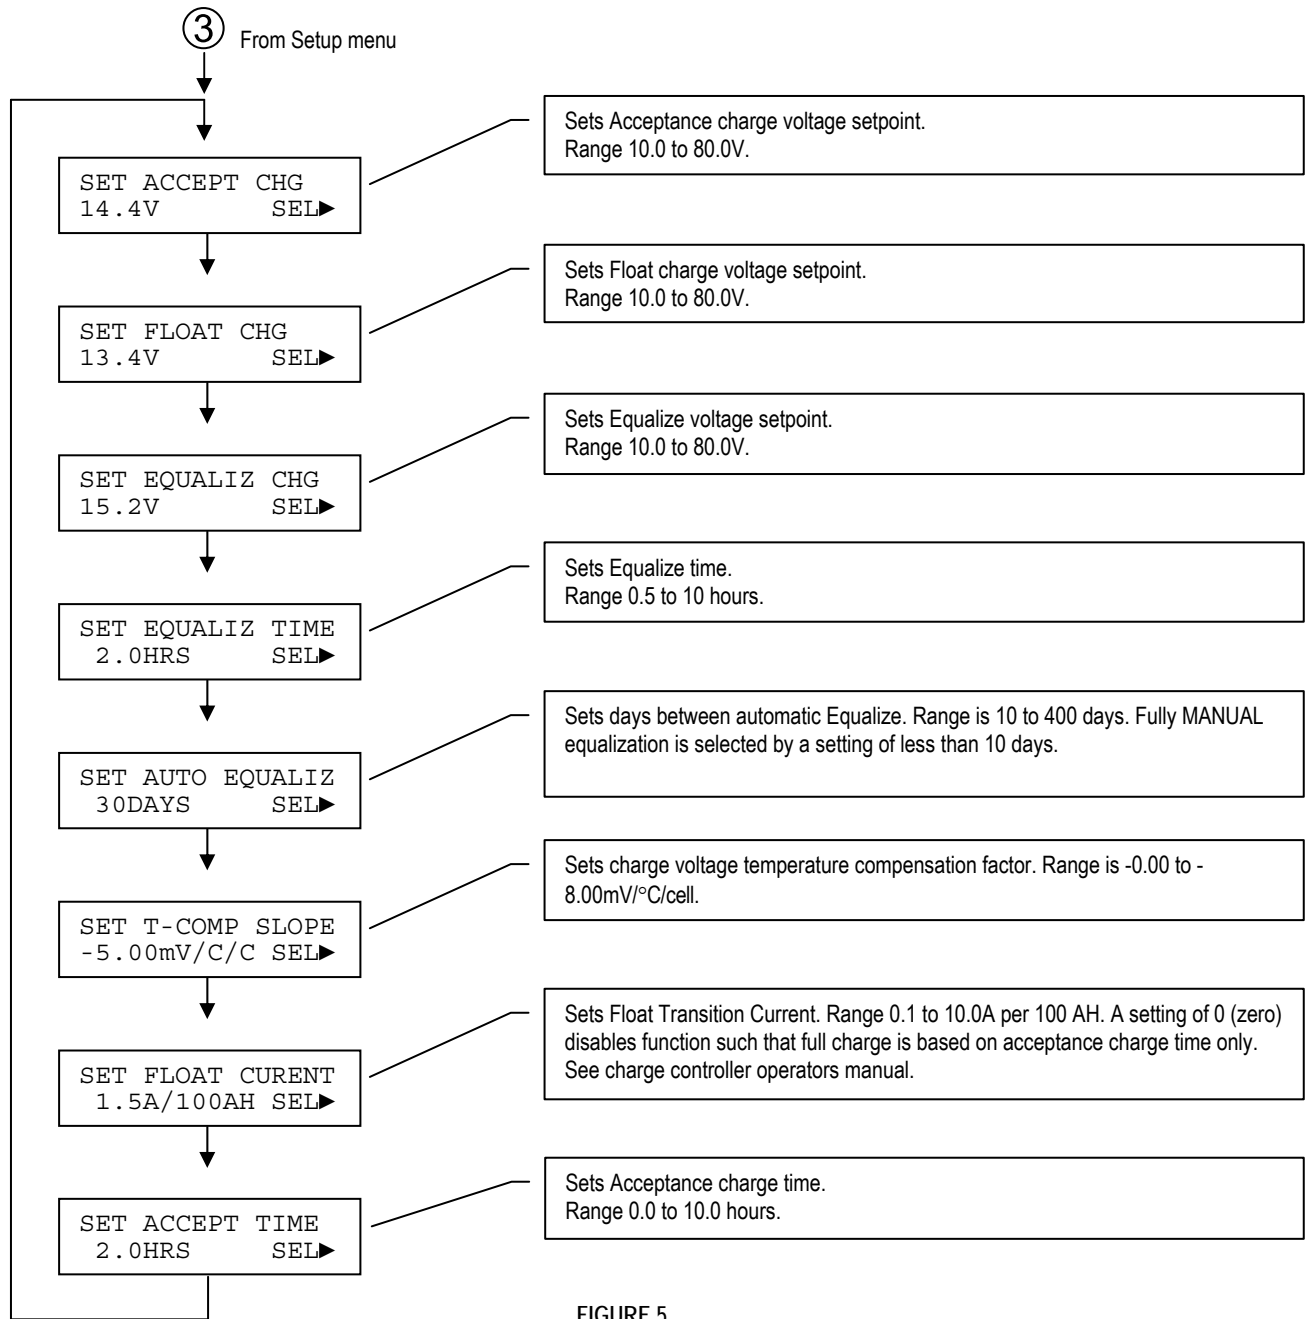 ③ From Setup menu
SET ACCEPT CHG
14.4V SEL►
Sets Acceptance charge voltage setpoint.
Range 10.0 to 80.0V.
SET FLOAT CHG
13.4V SEL►
Sets Float charge voltage setpoint.
Range 10.0 to 80.0V.
SET EQUALIZ CHG
15.2V SEL►
Sets Equalize voltage setpoint.
Range 10.0 to 80.0V.
SET EQUALIZ TIME
2.0HRS SEL►
Sets Equalize time.
Range 0.5 to 10 hours.
SET AUTO EQUALIZ
30DAYS SEL►
Sets days between automatic Equalize. Range is 10 to 400 days. Fully MANUAL
equalization is selected by a setting of less than 10 days.
SET T-COMP SLOPE
-5.00mV/C/C SEL►
Sets charge voltage temperature compensation factor. Range is -0.00 to -
8.00mV/°C/cell.
SET FLOAT CURENT
1.5A/100AH SEL►
Sets Float Transition Current. Range 0.1 to 10.0A per 100 AH. A setting of 0 (zero)
disables function such that full charge is based on acceptance charge time only.
See charge controller operators manual.
SET ACCEPT TIME
2.0HRS SEL►
Sets Acceptance charge time.
Range 0.0 to 10.0 hours.
FIGURE 5